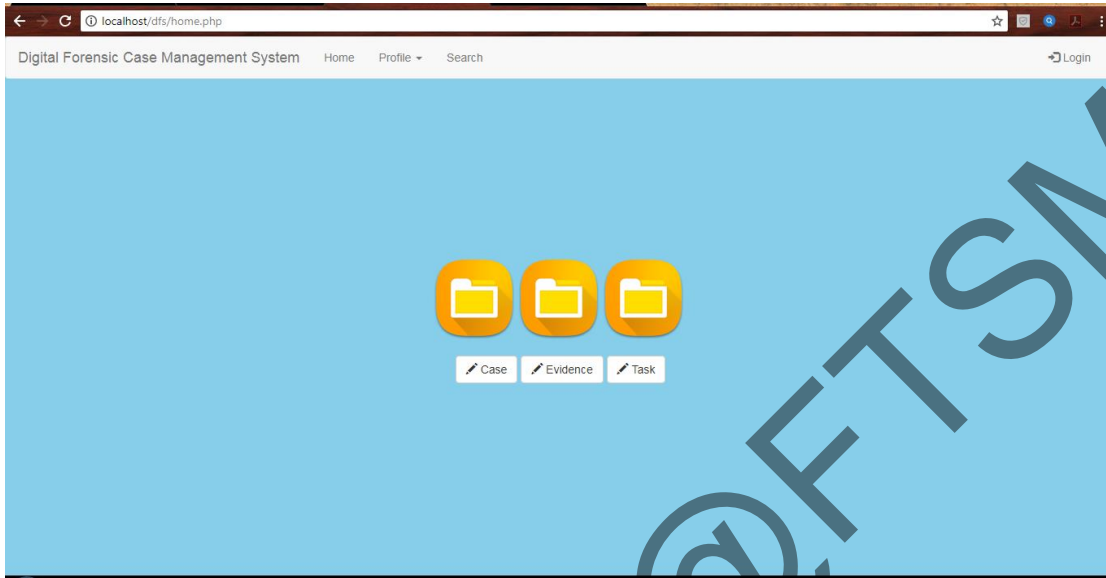 localhost/dfs/home.php
Digital Forensic Case Management System Home Profile Search Login
Case Evidence Task
@FTSM